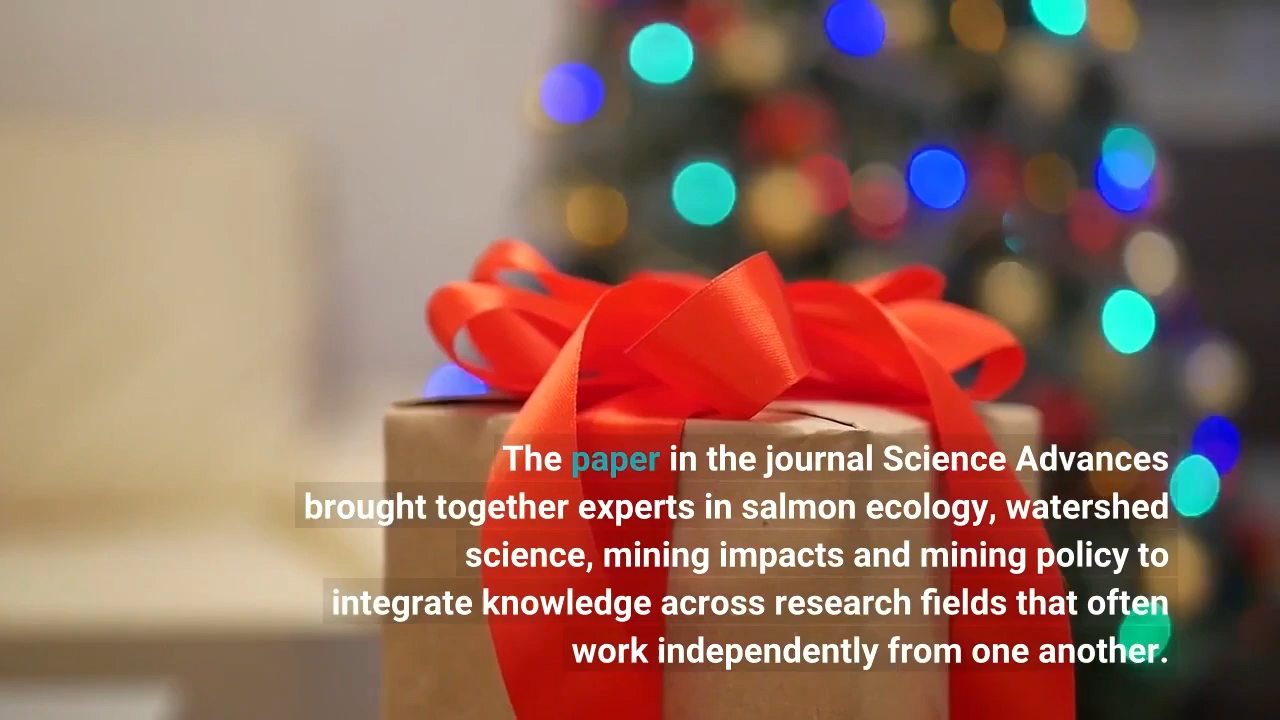 The paper in the journal Science Advances
brought together experts in salmon ecology, watershed
science, mining impacts and mining policy to
integrate knowledge across research fields that often
work independently from one another.